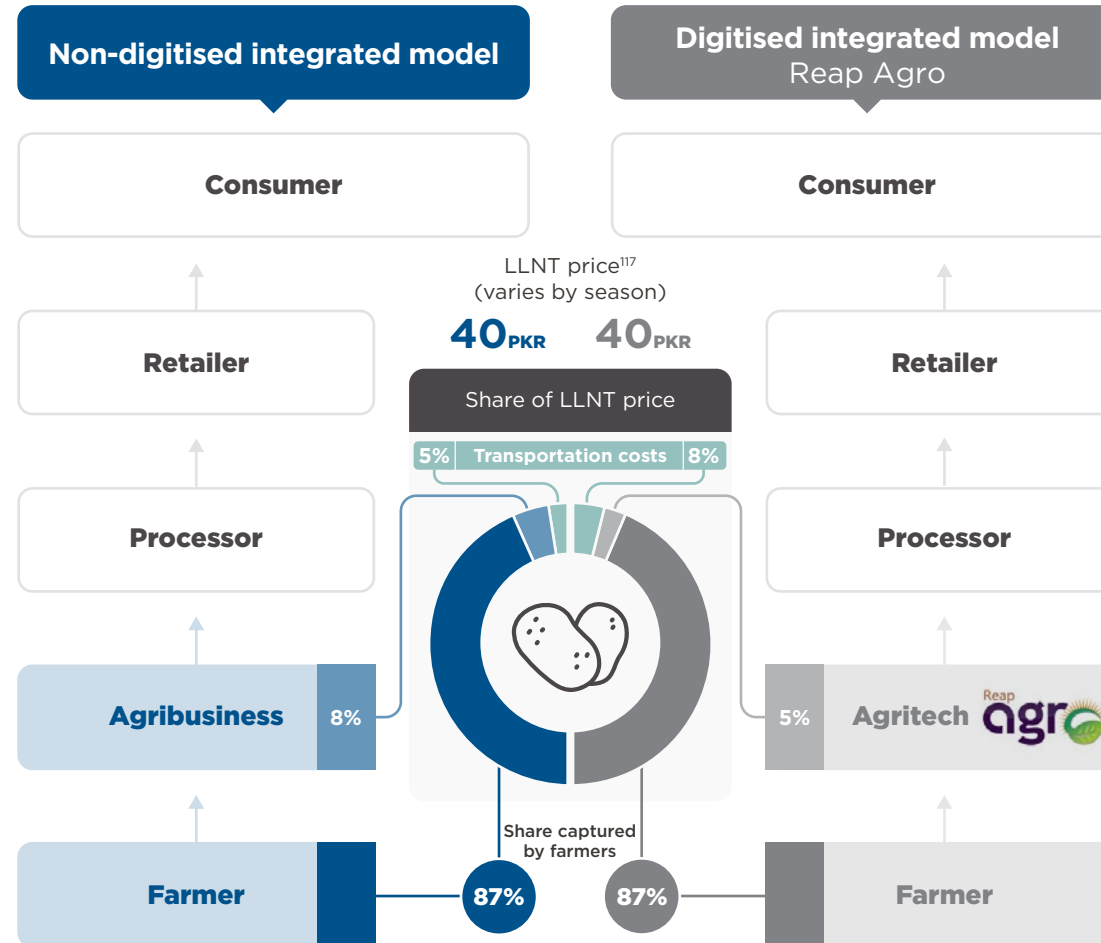 Non-digitised integrated model
Digitised integrated model
Reap Agro
Consumer
Consumer
LLNT price¹¹⁷
(varies by season)
40PKR 40PKR
Retailer
Retailer
Share of LLNT price
5% Transportation costs 8%
Processor
Processor
Agribusiness 8%
5% Agritech
Reap
agro
Share captured
by farmers
Farmer
87%
87%
Farmer